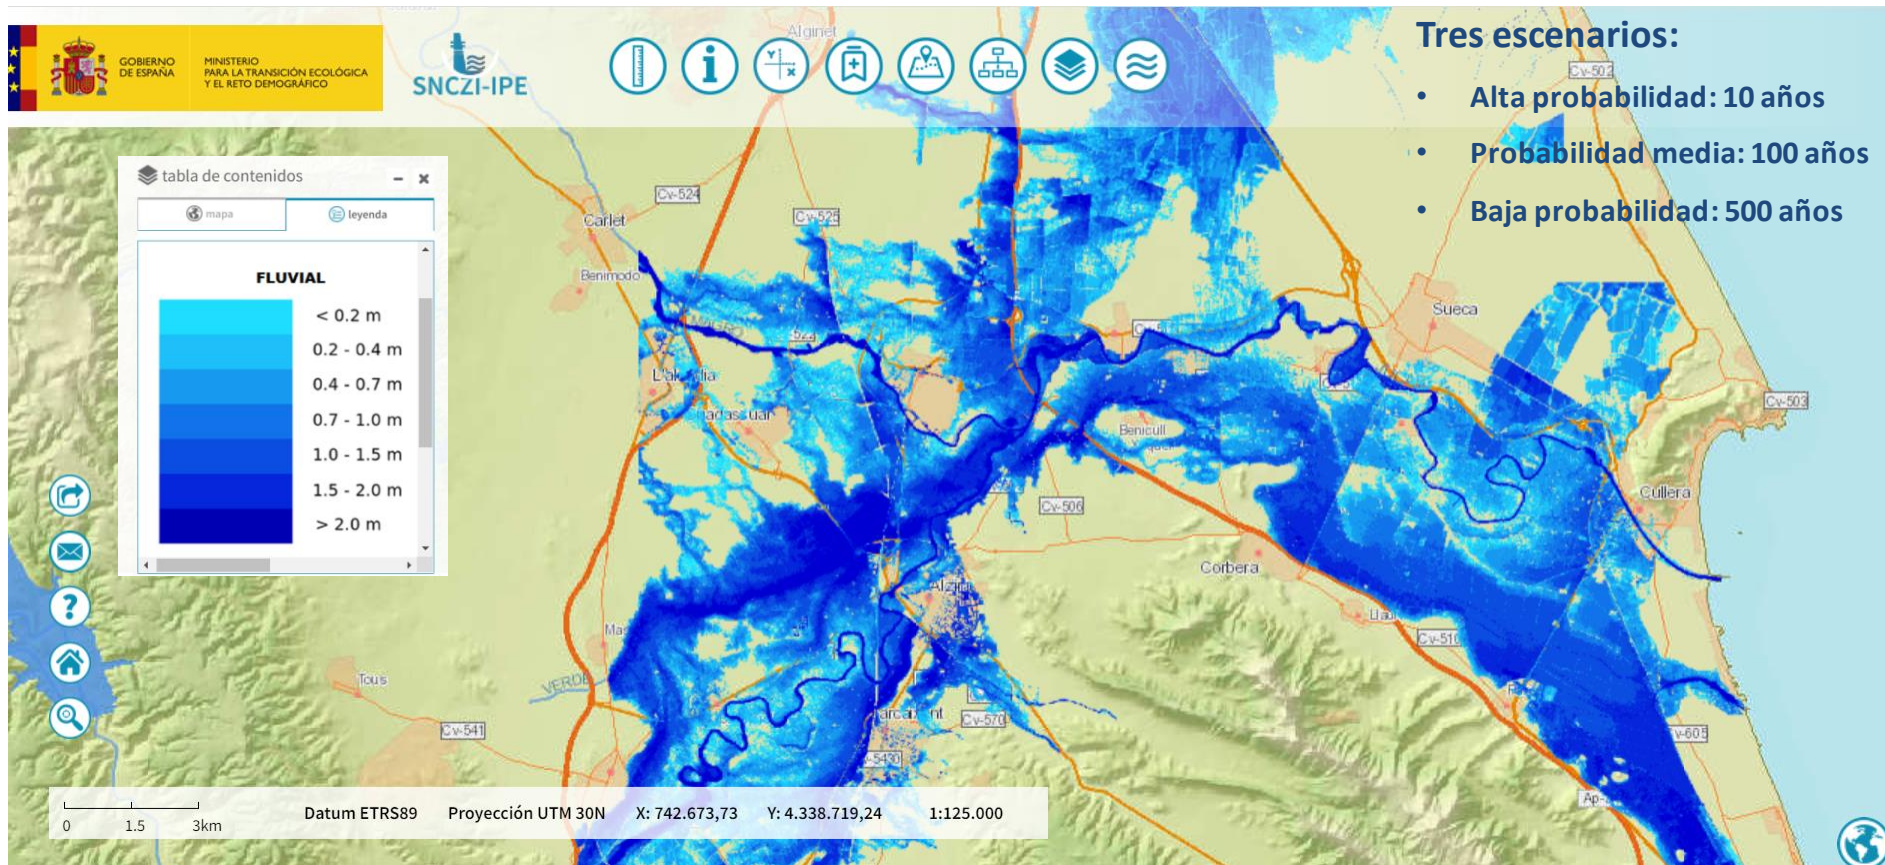 Alginet
Tres escenarios:
GOBIERNO
DE ESPAÑA
MINISTERIO
PARA LA TRANSICIÓN ECOLÓGICA
Y EL RETO DEMOGRÁFICO
SNCZI-IPE
Cv-502
• Alta probabilidad: 10 años
• Probabilidad media: 100 años
• Baja probabilidad: 500 años
tabla de contenidos
mapa
leyenda
FLUVIAL
< 0.2 m
0.2 - 0.4 m
0.4 - 0.7 m
0.7 - 1.0 m
1.0 - 1.5 m
1.5 - 2.0 m
> 2.0 m
Cv-524
Carlet
Cv-525
Benimodo
Sueca
Cv-503
Benicull
Cullera
Cv-506
Corbera
Cv-510
Tous
VERDE
Cv-541
Cv-570
v-5430
v-605
Ap-
0 1.5 3km
Datum ETRS89 Proyección UTM 30N X: 742.673,73 Y: 4.338.719,24 1:125.000